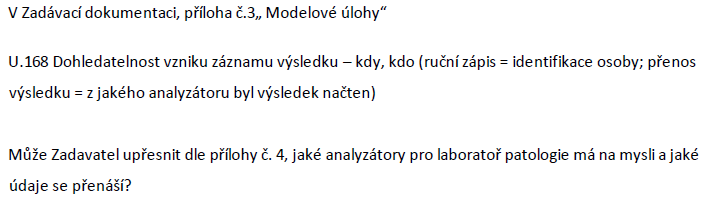 V Zadávací dokumentaci, příloha č.3„ Modelové úlohy“
U.168 Dohledatelnost vzniku záznamu výsledku – kdy, kdo (ruční zápis = identifikace osoby; přenos
výsledku = z jakého analyzátoru byl výsledek načten)
Může Zadavatel upřesnit dle přílohy č. 4, jaké analyzátory pro laboratoř patologie má na mysli a jaké
údaje se přenáší?